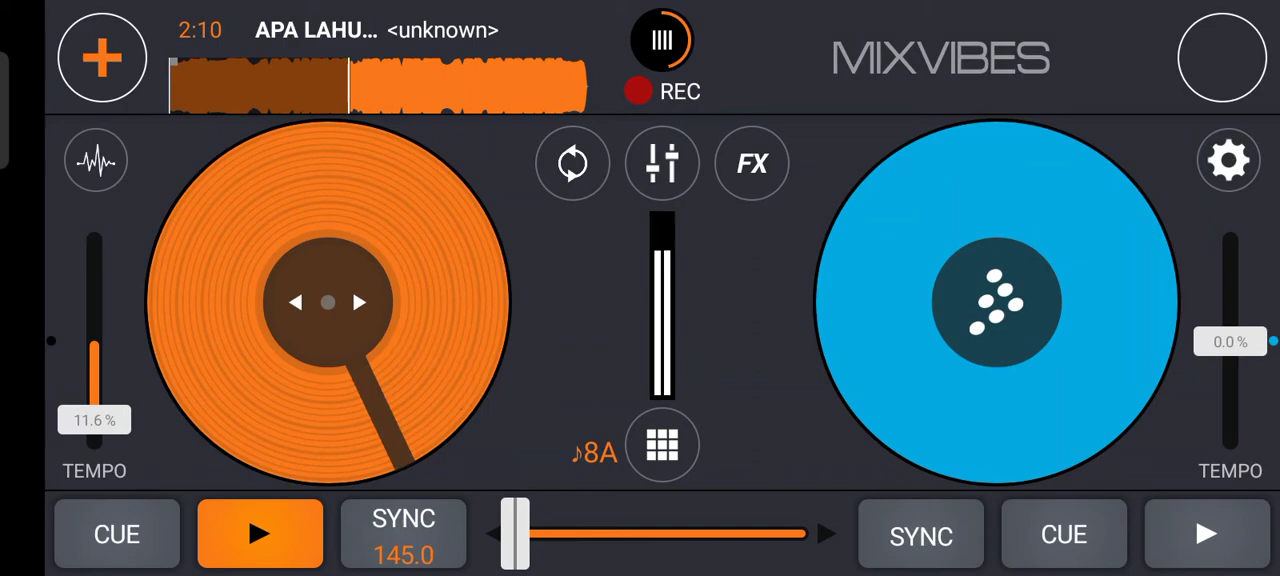 2:10 APA LAHU... <unknown>
REC
MIXVIBES
FX
11.6 %
0.0 %
TEMPO
TEMPO
♪8A
CUE
SYNC
145.0
SYNC
CUE